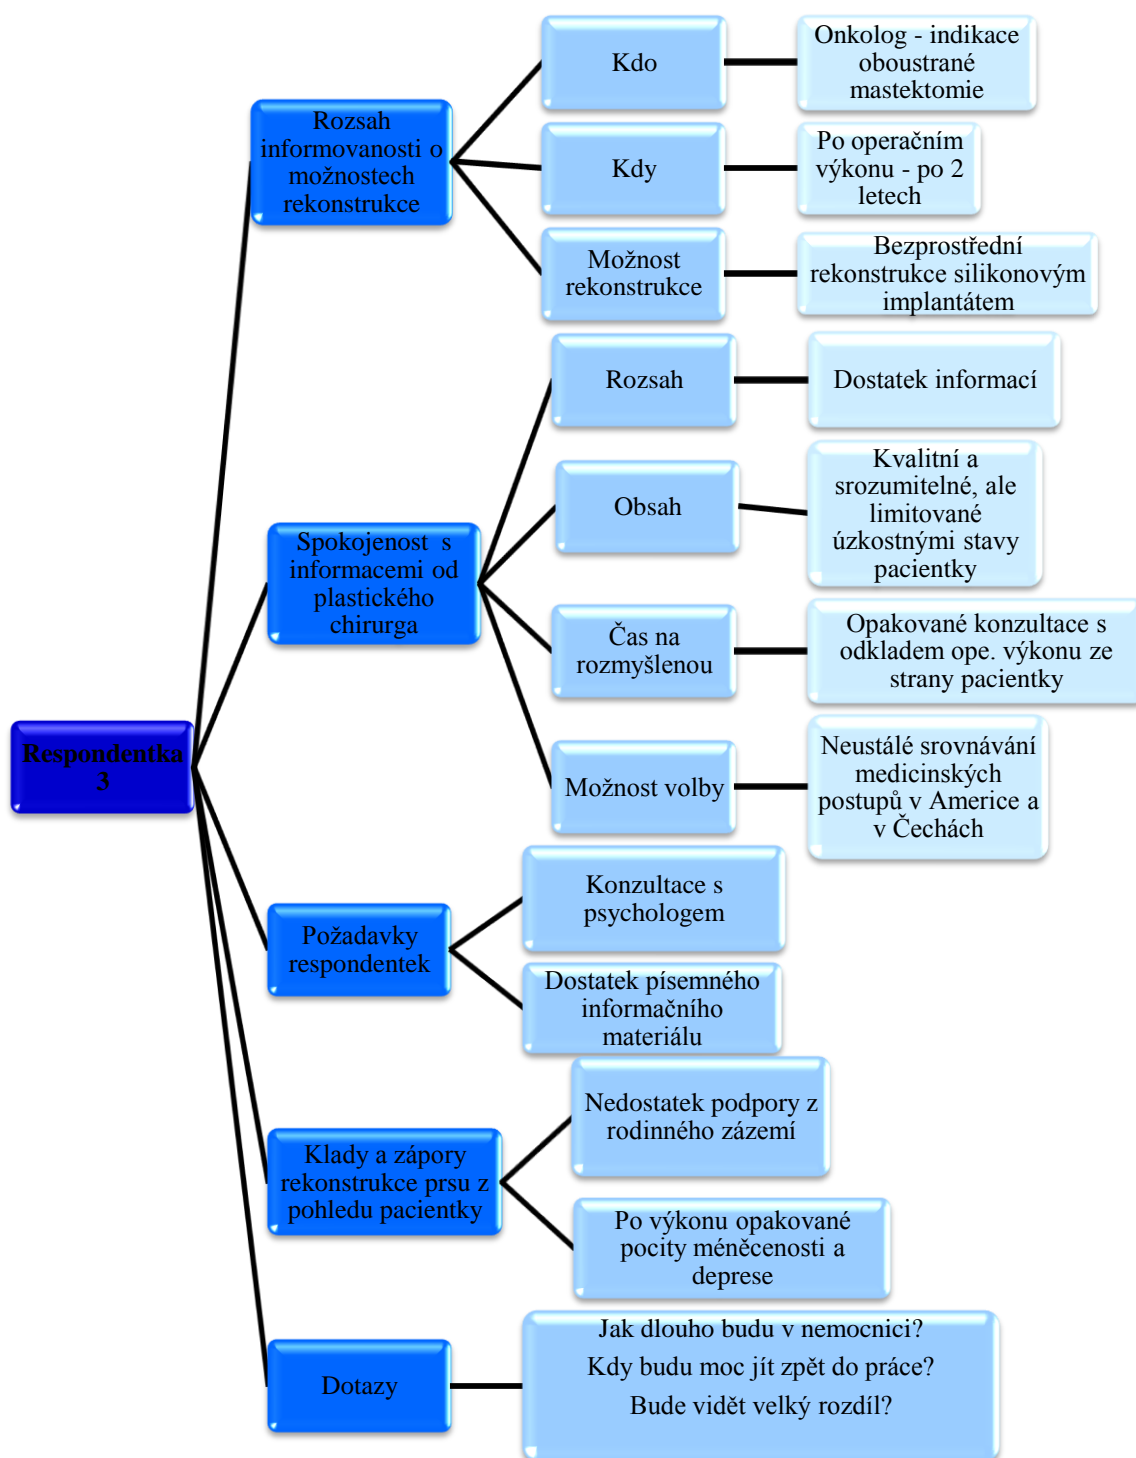 Respondentka
3
Rozsah
informovanosti o
možnostech
rekonstrukce
Kdo
Onkolog - indikace
oboustrané
mastektomie
Kdy
Po operačním
výkonu - po 2
letech
Možnost
rekonstrukce
Bezprostřední
rekonstrukce silikonovým
implantátem
Spokojenost s
informacemi od
plastického
chirurga
Rozsah
Dostatek informací
Obsah
Kvalitní a
srozumitelné, ale
limitované
úzkostnými stavy
pacientky
Čas na
rozmyšlenou
Opakované konzultace s
odkladem ope. výkonu ze
strany pacientky
Možnost volby
Neustálé srovnávání
medicinských
postupů v Americe a
v Čechách
Požadavky
respondentek
Konzultace s
psychologem
Dostatek písemného
informačního
materiálu
Klady a zápory
rekonstrukce prsu z
pohledu pacientky
Nedostatek podpory z
rodinného zázemí
Po výkonu opakované
pocity méněcenosti a
deprese
Dotazy
Jak dlouho budu v nemocnici?
Kdy budu moc jít zpět do práce?
Bude vidět velký rozdíl?